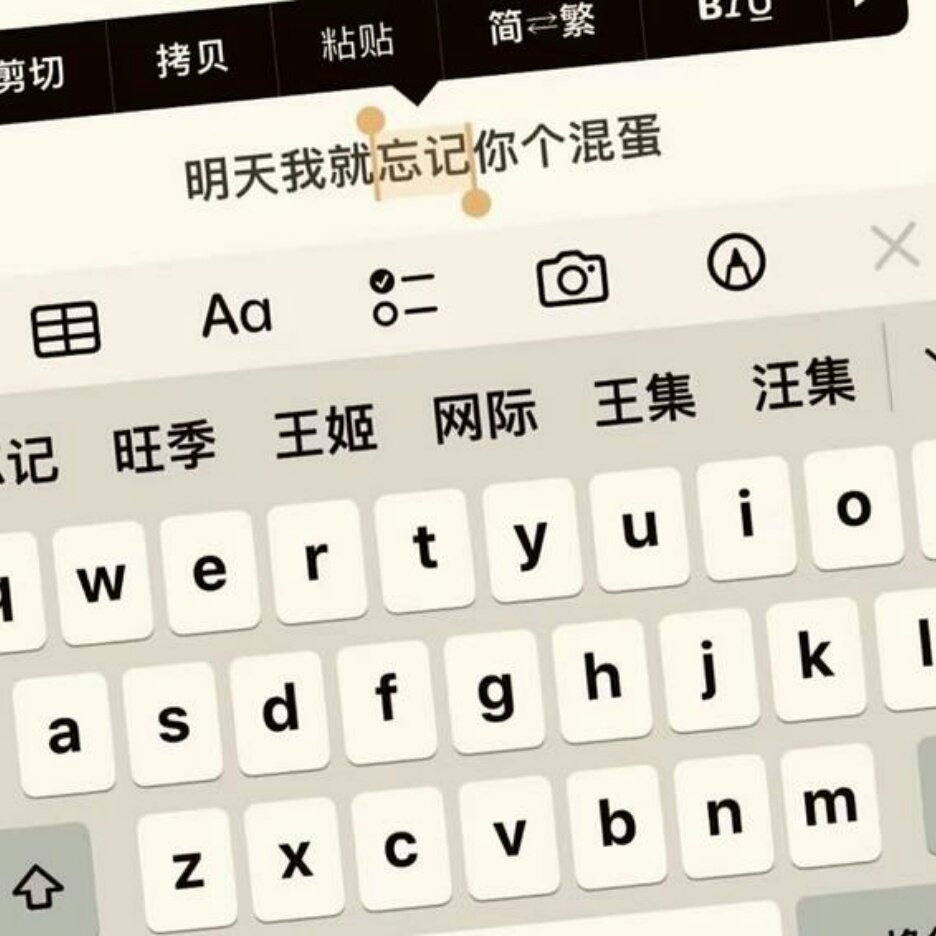 剪切 拷贝 粘贴 简⇌繁 BIU
明天我就忘记你个混蛋
Aa
记 旺季 王姬 网际 王集 汪集
q w e r t y u i o
a s d f g h j k l
z x c v b n m